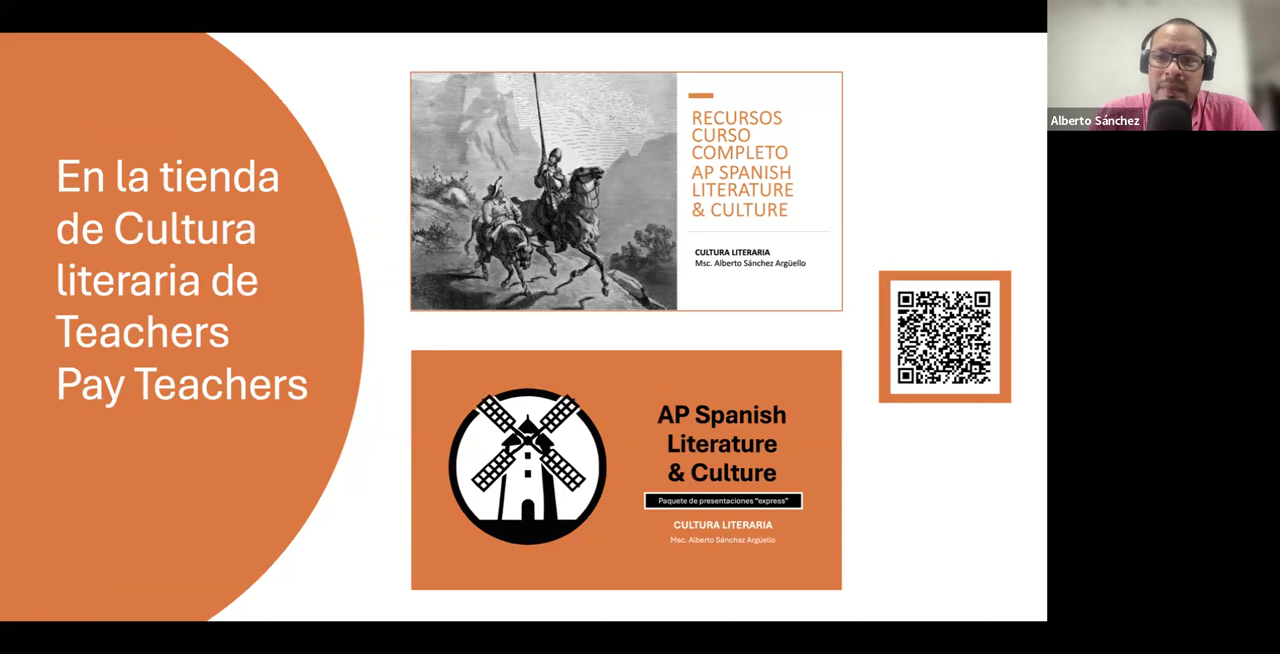 En la tienda
de Cultura
literaria de
Teachers
Pay Teachers
RECURSOS
CURSO
COMPLETO
AP SPANISH
LITERATURE
& CULTURE
CULTURA LITERARIA
Msc. Alberto Sánchez Argüello
AP Spanish
Literature
& Culture
Paquete de presentaciones “express”
CULTURA LITERARIA
Msc. Alberto Sánchez Argüello
Alberto Sánchez